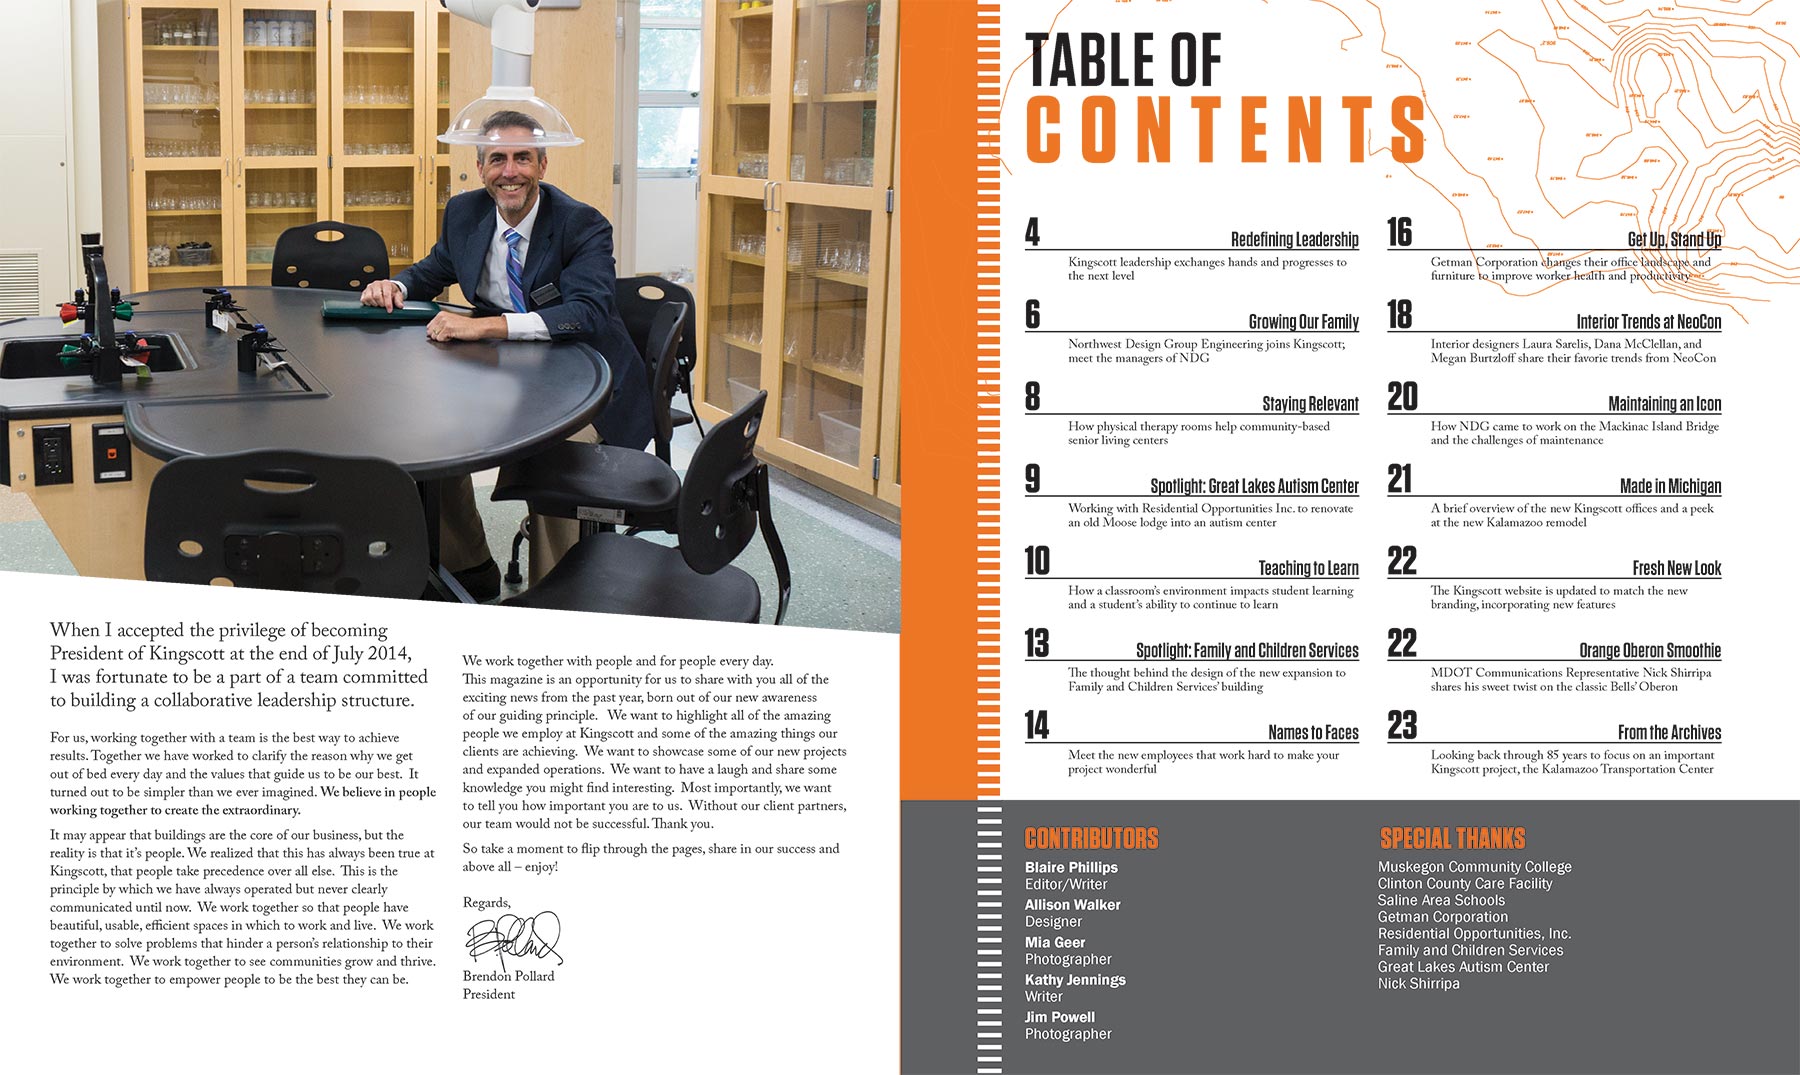 When I accepted the privilege of becoming
President of Kingscott at the end of July 2014,
I was fortunate to be a part of a team committed
to building a collaborative leadership structure.
For us, working together with a team is the best way to achieve
results. Together we have worked to clarify the reason why we get
out of bed every day and the values that guide us to be our best. It
turned out to be simpler than we ever imagined. We believe in people
working together to create the extraordinary.
It may appear that buildings are the core of our business, but the
reality is that it's people. We realized that this has always been true at
Kingscott, that people take precedence over all else. This is the
principle by which we have always operated but never clearly
communicated until now. We work together so that people have
beautiful, usable, efficient spaces in which to work and live. We work
together to solve problems that hinder a person's relationship to their
environment. We work together to see communities grow and thrive.
We work together to empower people to be the best they can be.
We work together with people and for people every day.
This magazine is an opportunity for us to share with you all of the
exciting news from the past year, born out of our new awareness
of our guiding principle. We want to highlight all of the amazing
people we employ at Kingscott and some of the amazing things our
clients are achieving. We want to showcase some of our new projects
and expanded operations. We want to have a laugh and share some
knowledge you might find interesting. Most importantly, we want
to tell you how important you are to us. Without our client partners,
our team would not be successful. Thank you.
So take a moment to flip through the pages, share in our success and
above all – enjoy!
Regards,
BPollard
Brendon Pollard
President
TABLE OF
CONTENTS
4 Redefining Leadership
Kingscott leadership exchanges hands and progresses to
the next level
6 Growing Our Family
Northwest Design Group Engineering joins Kingscott;
meet the managers of NDG
8 Staying Relevant
How physical therapy rooms help community-based
senior living centers
9 Spotlight: Great Lakes Autism Center
Working with Residential Opportunities Inc. to renovate
an old Moose lodge into an autism center
10 Teaching to Learn
How a classroom's environment impacts student learning
and a student's ability to continue to learn
13 Spotlight: Family and Children Services
The thought behind the design of the new expansion to
Family and Children Services' building
14 Names to Faces
Meet the new employees that work hard to make your
project wonderful
16 Get Up, Stand Up
Getman Corporation changes their office landscape and
furniture to improve worker health and productivity
18 Interior Trends at NeoCon
Interior designers Laura Sarelis, Dana McClellan, and
Megan Burtzloff share their favorie trends from NeoCon
20 Maintaining an Icon
How NDG came to work on the Mackinac Island Bridge
and the challenges of maintenance
21 Made in Michigan
A brief overview of the new Kingscott offices and a peek
at the new Kalamazoo remodel
22 Fresh New Look
The Kingscott website is updated to match the new
branding, incorporating new features
22 Orange Oberon Smoothie
MDOT Communications Representative Nick Shirripa
shares his sweet twist on the classic Bells' Oberon
23 From the Archives
Looking back through 85 years to focus on an important
Kingscott project, the Kalamazoo Transportation Center
CONTRIBUTORS
Blaire Phillips
Editor/Writer
Allison Walker
Designer
Mia Geer
Photographer
Kathy Jennings
Writer
Jim Powell
Photographer
SPECIAL THANKS
Muskegon Community College
Clinton County Care Facility
Saline Area Schools
Getman Corporation
Residential Opportunities, Inc.
Family and Children Services
Great Lakes Autism Center
Nick Shirripa